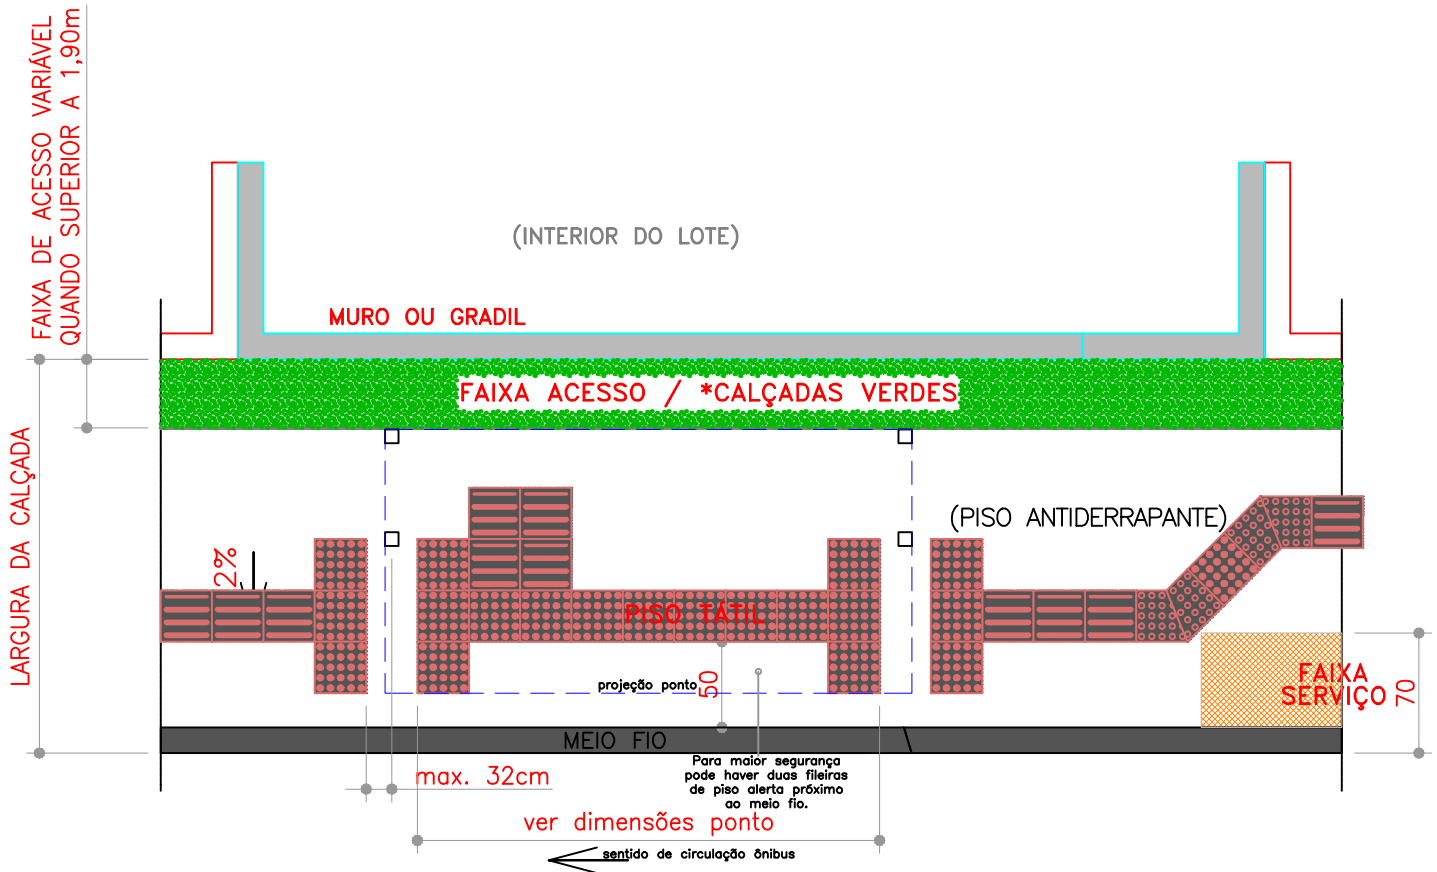 FAIXA DE ACESSO VARIÁVEL
QUANDO SUPERIOR A 1,90m
(INTERIOR DO LOTE)
MURO OU GRADIL
FAIXA ACESSO / *CALÇADAS VERDES
LARGURA DA CALÇADA
(PISO ANTIDERRAPANTE)
2%
PISO TÁTIL
projeção ponto
50
FAIXA
SERVIÇO
70
MEIO FIO
Para maior segurança
pode haver duas fileiras
de piso alerta próximo
ao meio fio.
max. 32cm
ver dimensões ponto
sentido de circulação ônibus